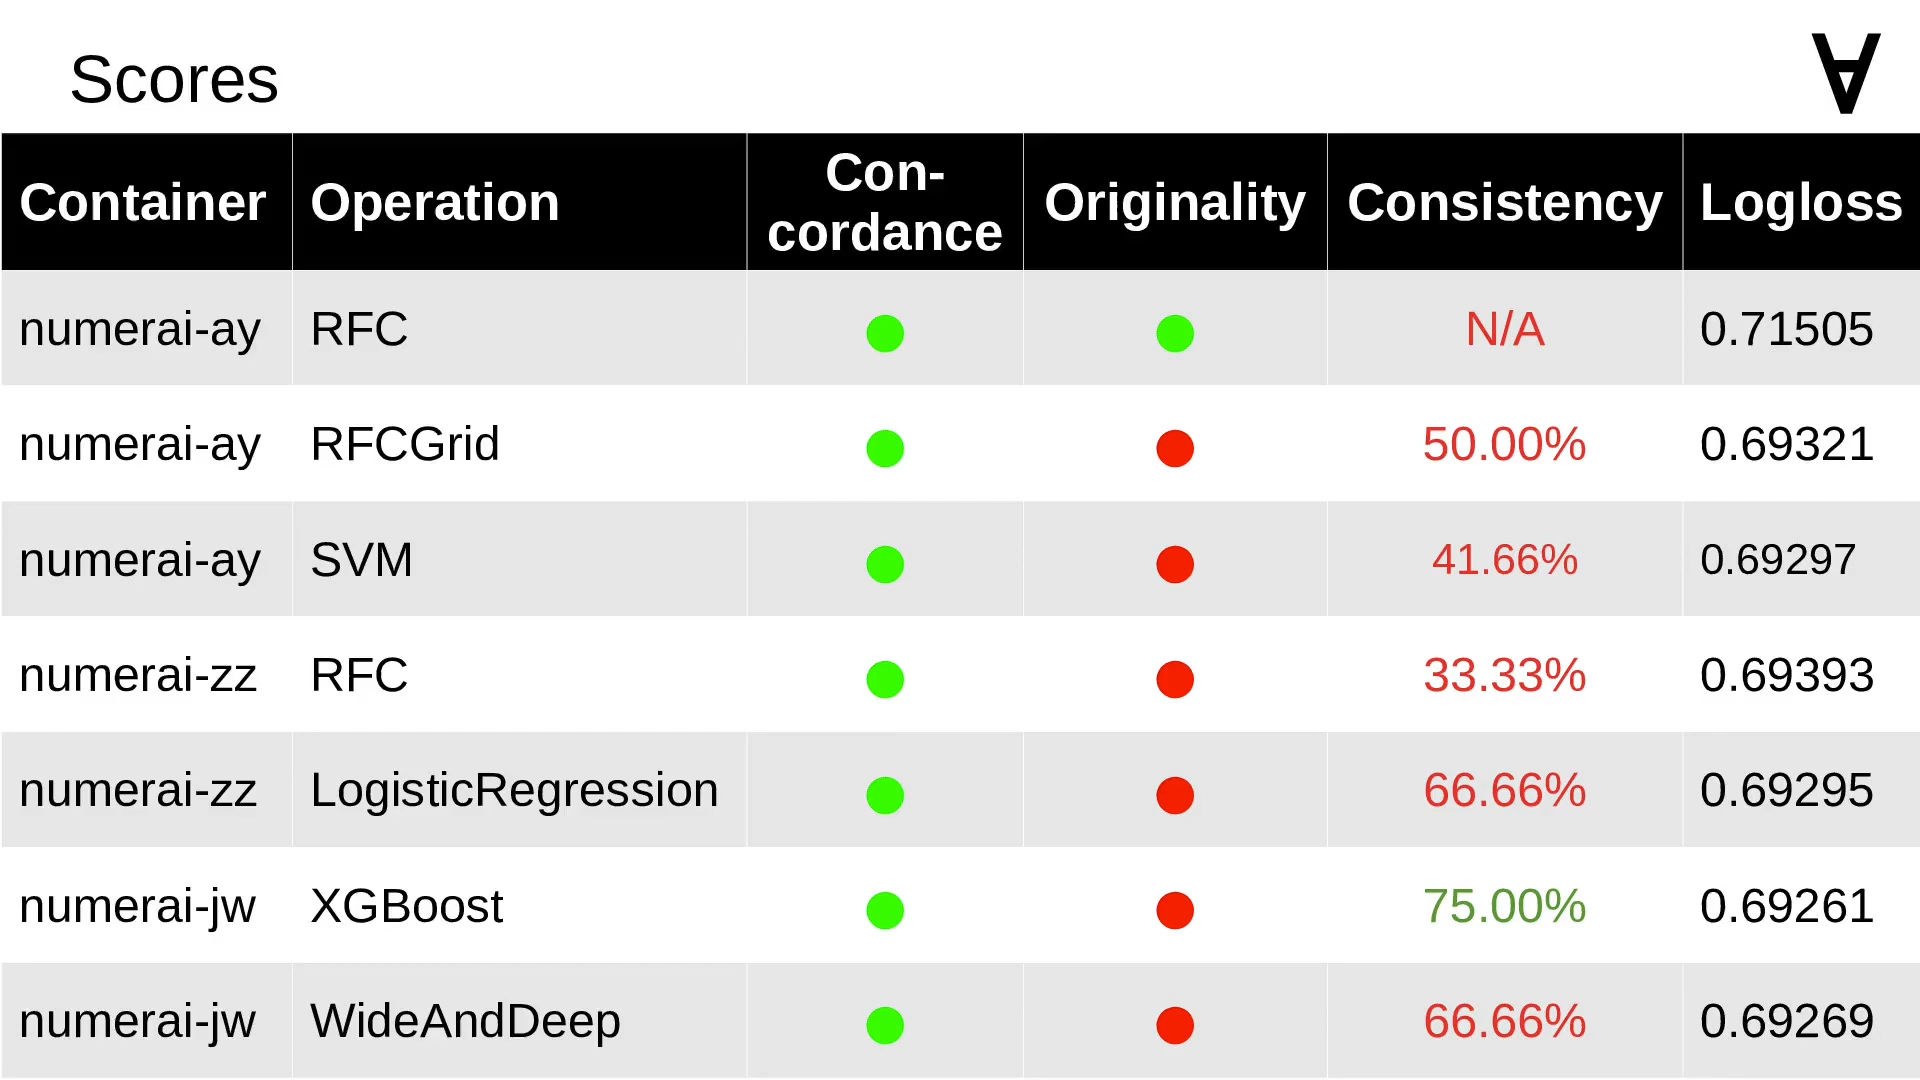 Scores
∀
Container Operation Con-cordance Originality Consistency Logloss
numerai-ay RFC N/A 0.71505
numerai-ay RFCGrid 50.00% 0.69321
numerai-ay SVM 41.66% 0.69297
numerai-zz RFC 33.33% 0.69393
numerai-zz LogisticRegression 66.66% 0.69295
numerai-jw XGBoost 75.00% 0.69261
numerai-jw WideAndDeep 66.66% 0.69269